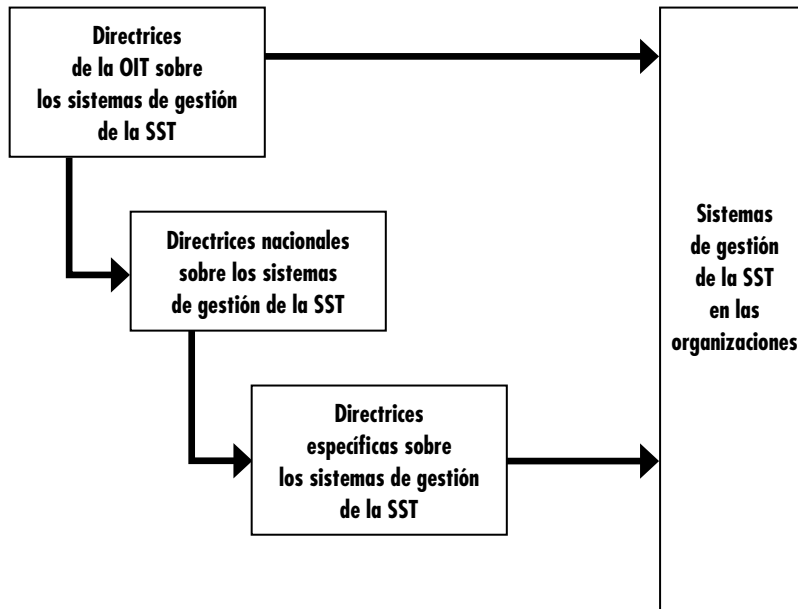 Directrices
de la OIT sobre
los sistemas de gestión
de la SST
Directrices nacionales
sobre los sistemas
de gestión de la SST
Directrices
específicas sobre
los sistemas de gestión
de la SST
Sistemas
de gestión
de la SST
en las
organizaciones